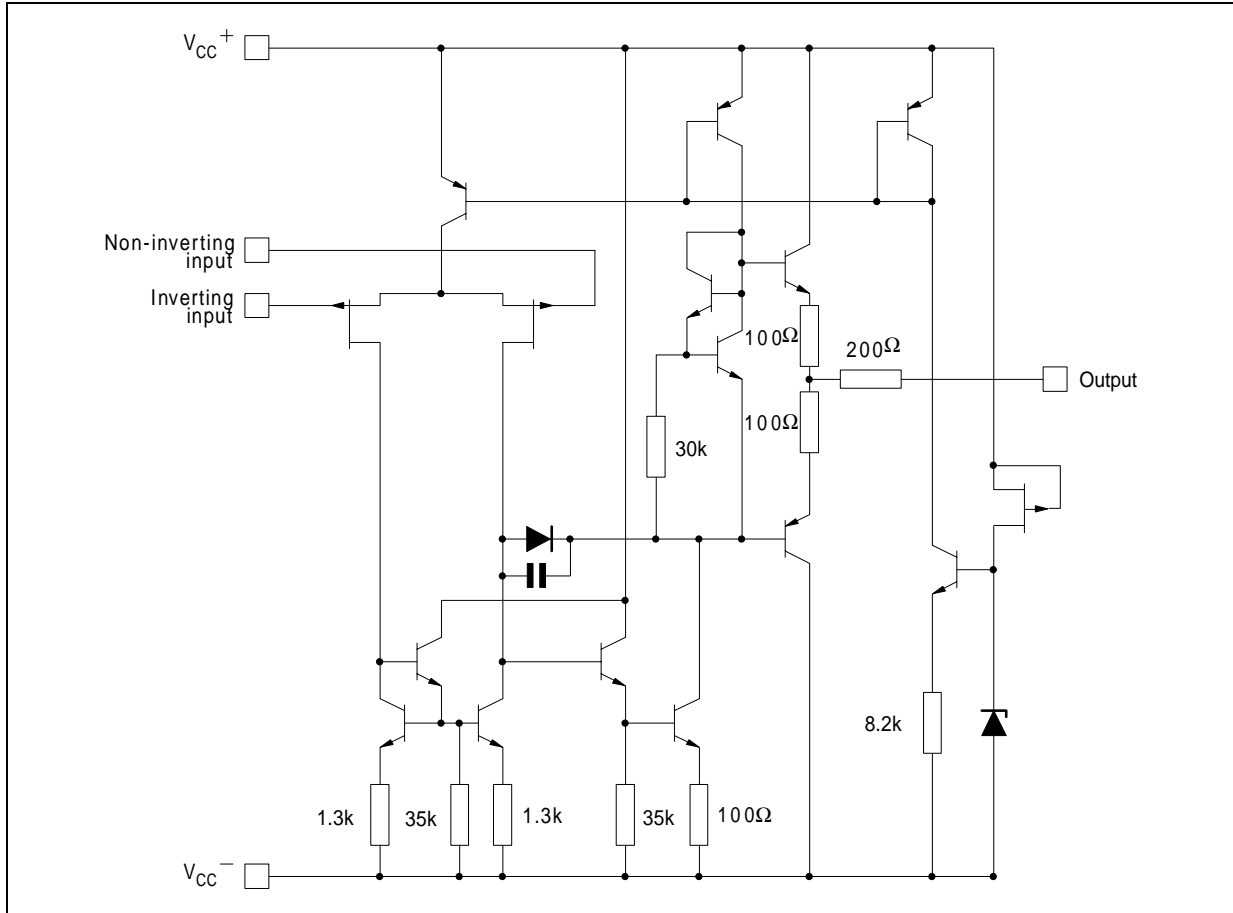 VCC+
Non-inverting
input
Inverting
input
100Ω
200Ω
Output
100Ω
30k
8.2k
1.3k
35k
1.3k
35k
100Ω
VCC−